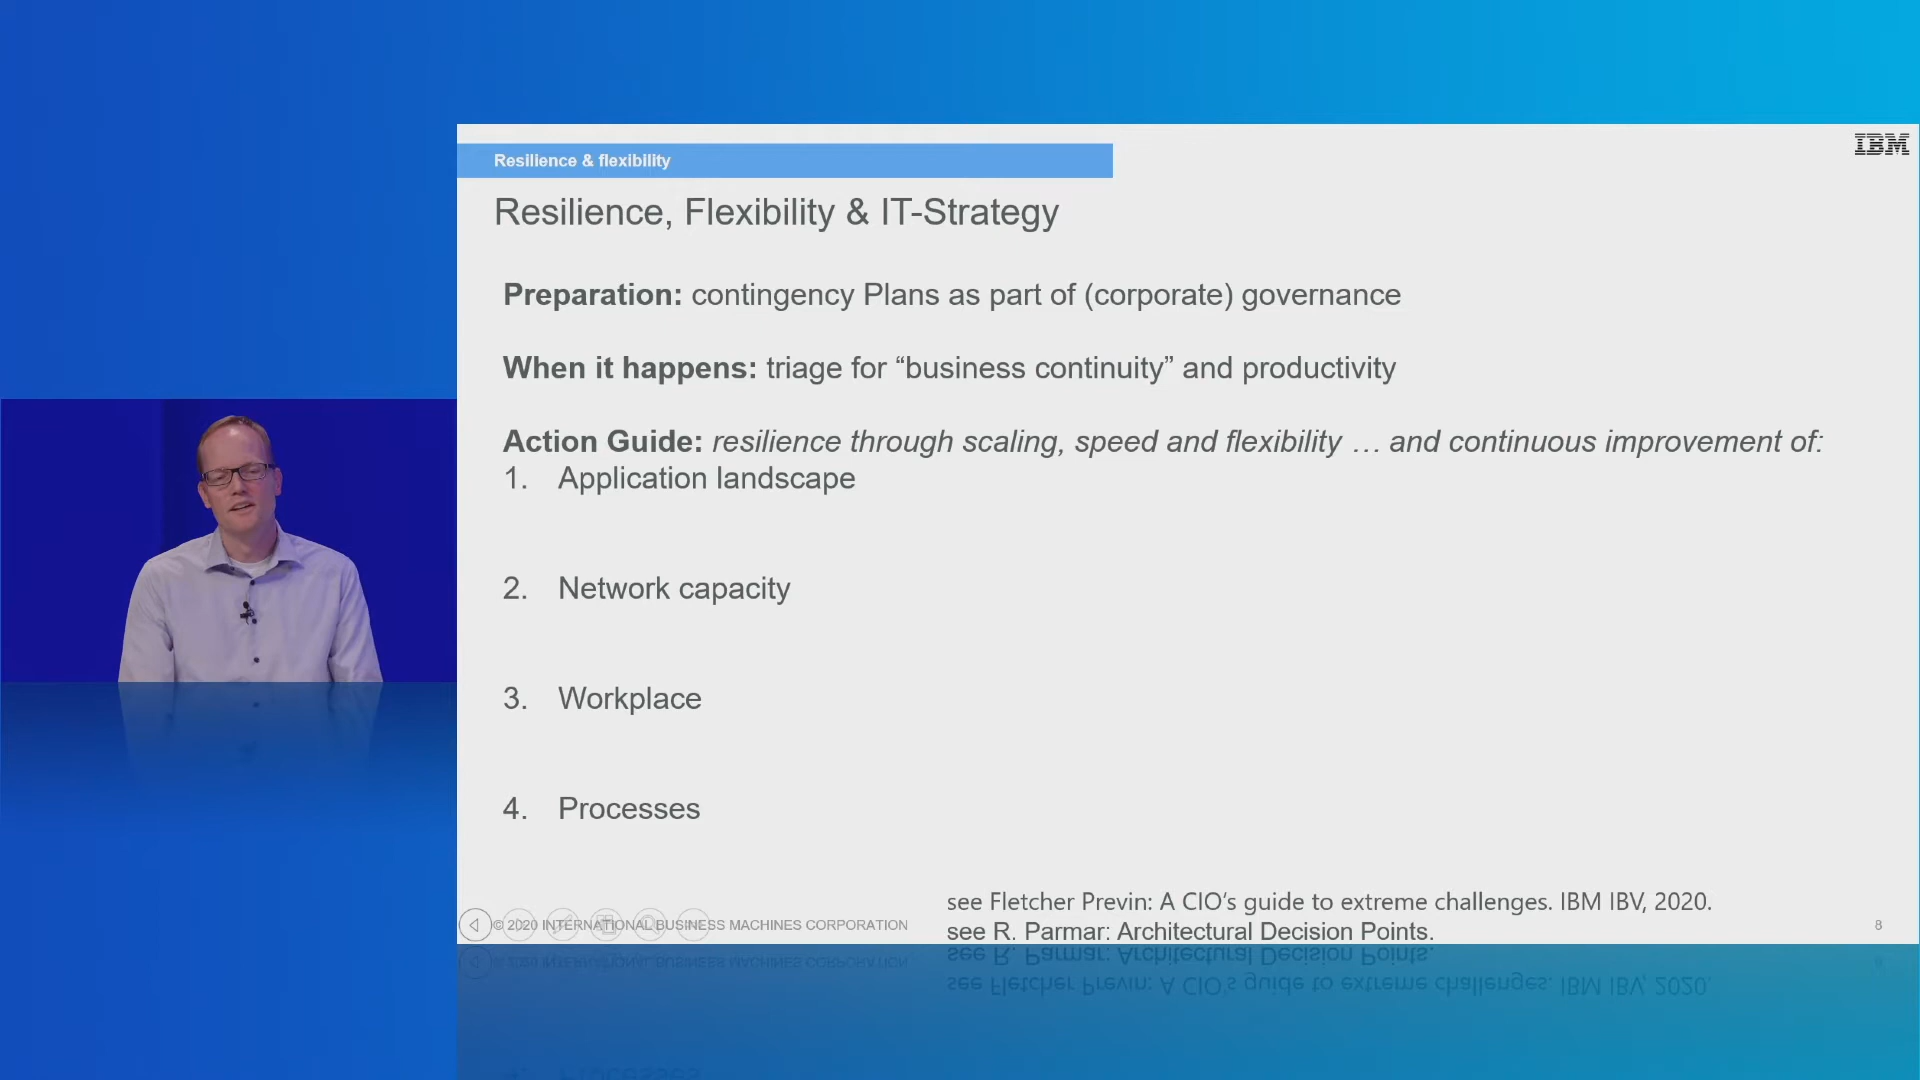 IBM
Resilience & flexibility
Resilience, Flexibility & IT-Strategy
Preparation: contingency Plans as part of (corporate) governance
When it happens: triage for “business continuity” and productivity
Action Guide: resilience through scaling, speed and flexibility … and continuous improvement of:
1. Application landscape
2. Network capacity
3. Workplace
4. Processes
see Fletcher Previn: A CIO’s guide to extreme challenges. IBM IBV, 2020.
© 2020 INTERNATIONAL BUSINESS MACHINES CORPORATION
see R. Parmar: Architectural Decision Points.
8